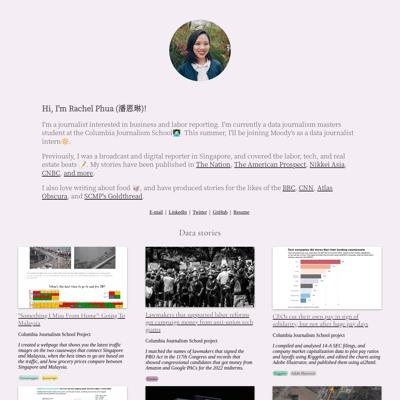 Hi, I'm Rachel Phua (潘恩琳)!
I'm a journalist interested in business and labor reporting. I'm currently a data journalism masters
student at the Columbia Journalism School👩🏻‍💻 This summer, I'll be joining Moody's as a data journalist
intern🔆.
Previously, I was a broadcast and digital reporter in Singapore, and covered the labor, tech, and real
estate beats 📝. My stories have been published in The Nation, The American Prospect, Nikkei Asia,
CNBC, and more.
I also love writing about food 🥡, and have produced stories for the likes of the BBC, CNN, Atlas
Obscura, and SCMP's Goldthread.
E-mail | LinkedIn | Twitter | GitHub | Resume
Data stories
"Something I Miss From Home": Going To
Malaysia
Columbia Journalism School Project
I created a webpage that shows you the latest traffic
images on the two causeways that connect Singapore
and Malaysia, when the best times to go are based on
the traffic, and how grocery prices compare between
Singapore and Malaysia.
Lawmakers that supported labor reforms
got campaign money from anti-union tech
giants
Columbia Journalism School Project
I matched the names of lawmakers that signed the
PRO Act in the 117th Congress and records that
showed congressional candidates that got money from
Amazon and Google PACs for the 2022 midterms.
Tech companies did worse than their lending counterparts
CEOs cut their own pay in sign of
solidarity, but not after huge pay days
Columbia Journalism School
I compiled and analyzed 14-A SEC filings, and
company market capitalization data to plot pay ratios
and layoffs using ggplot, and edited the charts using
Adobe Illustrator, and published them using ai2html.